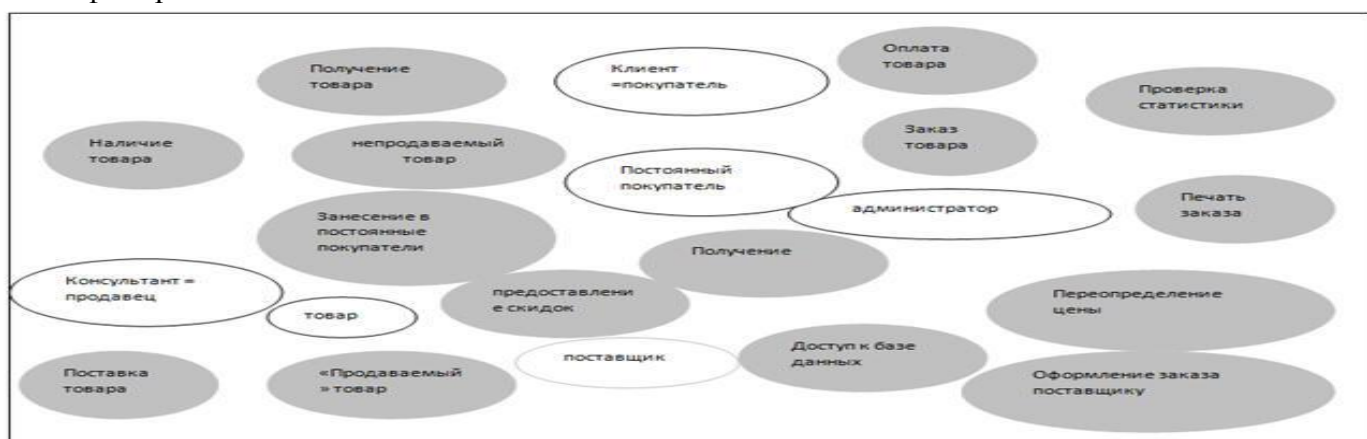 Оплата
товара
Получение
товара
Клиент
=покупатель
Проверка
статистики
Наличие
товара
непродаваемый
товар
Заказ
товара
Постоянный
покупатель
администратор
Печать
заказа
Занесение в
постоянные
покупатели
Получение
Консультант =
продавец
товар
предоставлени
е скидок
Переопределение
цены
Поставка
товара
«Продаваемый
» товар
поставщик
Доступ к базе
данных
Оформление заказа
поставщику